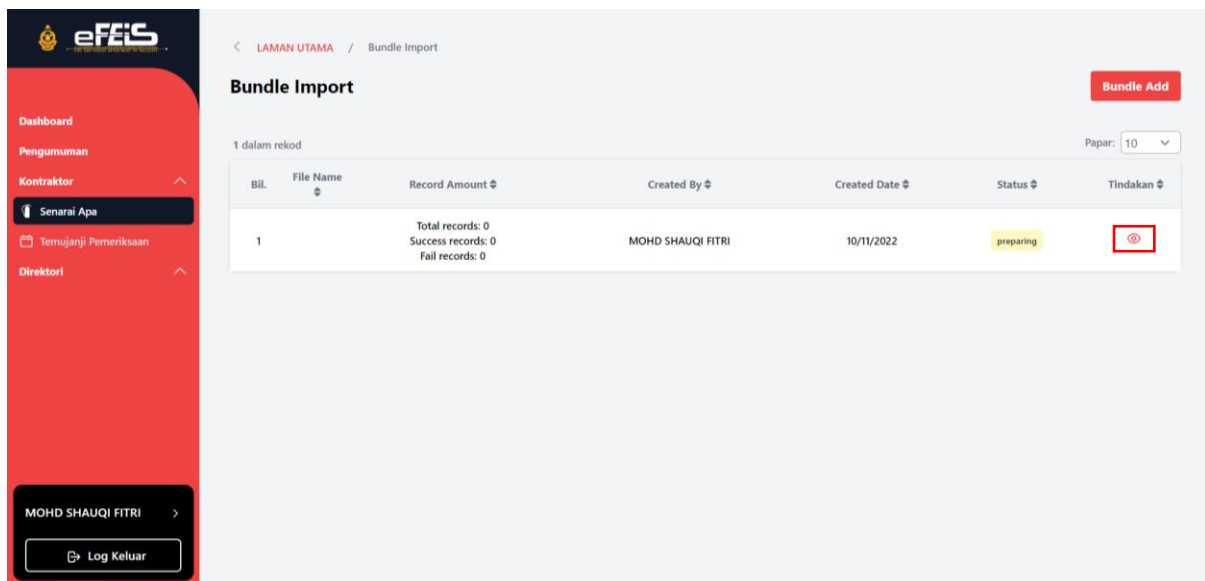 eFEiS
LAMAN UTAMA / Bundle Import
Bundle Import
Bundle Add
Dashboard
Pengumuman
Kontraktor
Senarai Apa
Temujanji Pemeriksaan
Direktori
1 dalam rekod
Papar: 10
Bil. File Name Record Amount Created By Created Date Status Tindakan
Total records: 0
1 Success records: 0 MOHD SHAUQI FITRI 10/11/2022 preparing
Fail records: 0
MOHD SHAUQI FITRI
Log Keluar